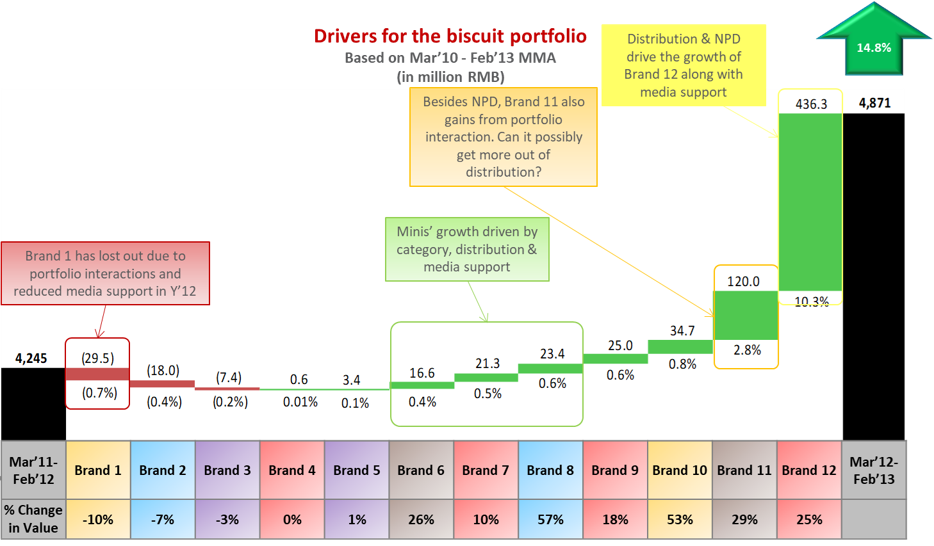 Drivers for the biscuit portfolio
Based on Mar'10 - Feb'13 MMA
(in million RMB)
Distribution & NPD
drive the growth of
Brand 12 along with
media support
14.8%
Besides NPD, Brand 11 also
gains from portfolio
interaction. Can it possibly
get more out of
distribution?
Minis' growth driven by
category, distribution &
media support
Brand 1 has lost out due to
portfolio interactions and
reduced media support in Y'12
4,245
(29.5)
(0.7%)
(18.0)
(0.4%)
(7.4)
(0.2%)
0.6
0.01%
3.4
0.1%
16.6
0.4%
21.3
0.5%
23.4
0.6%
25.0
0.6%
34.7
0.8%
120.0
2.8%
436.3
10.3%
4,871
Mar'11-
Feb'12
Brand 1
Brand 2
Brand 3
Brand 4
Brand 5
Brand 6
Brand 7
Brand 8
Brand 9
Brand 10
Brand 11
Brand 12
Mar'12-
Feb'13
% Change
in Value
-10%
-7%
-3%
0%
1%
26%
10%
57%
18%
53%
29%
25%